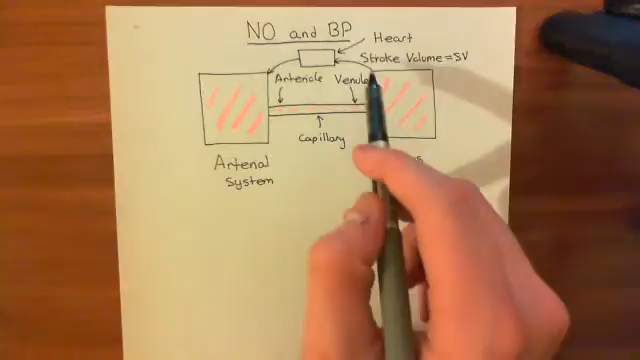 NO and BP
Heart
Stroke Volume = SV
Arteriole Venule
Capillary
Arterial
System